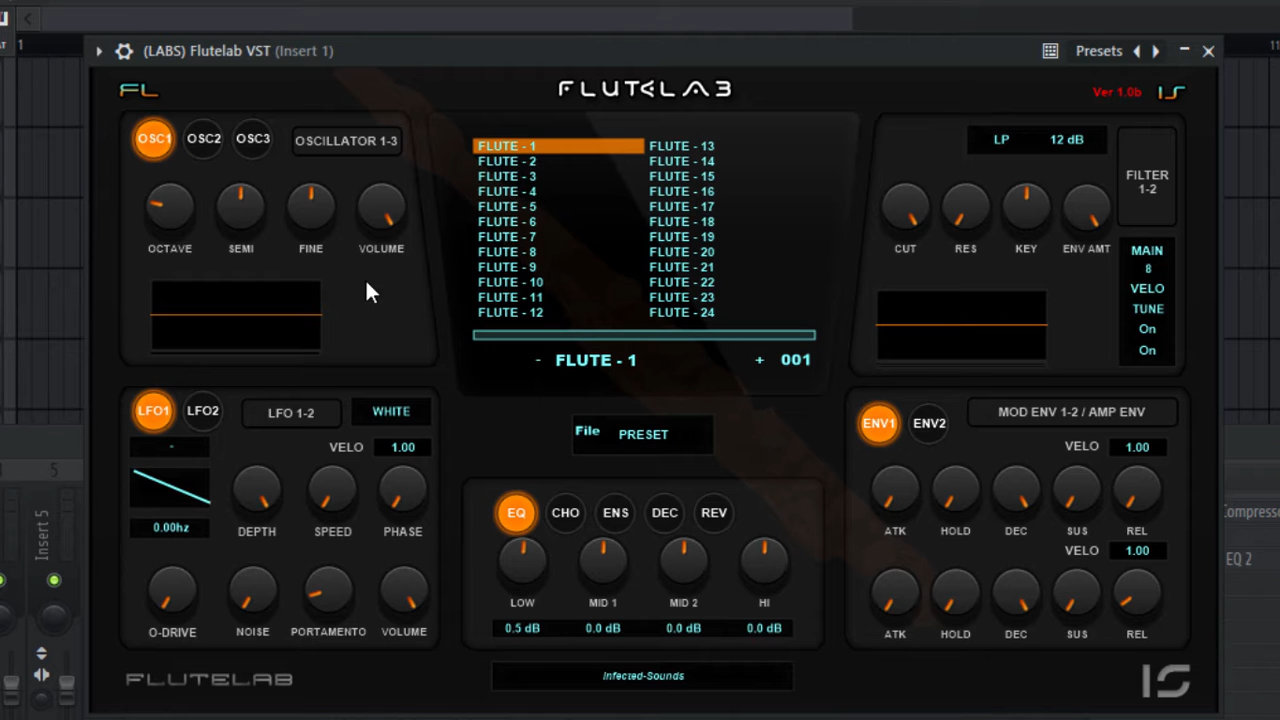 1
(LABS) Flutelab VST (Insert 1)
Presets
FL
FLUTELAB
Ver 1.0b
IS
OSC1 OSC2 OSC3 OSCILLATOR 1-3
OCTAVE SEMI FINE VOLUME
FLUTE - 1 FLUTE - 13
FLUTE - 2 FLUTE - 14
FLUTE - 3 FLUTE - 15
FLUTE - 4 FLUTE - 16
FLUTE - 5 FLUTE - 17
FLUTE - 6 FLUTE - 18
FLUTE - 7 FLUTE - 19
FLUTE - 8 FLUTE - 20
FLUTE - 9 FLUTE - 21
FLUTE - 10 FLUTE - 22
FLUTE - 11 FLUTE - 23
FLUTE - 12 FLUTE - 24
- FLUTE - 1 + 001
LP 12 dB
FILTER
1-2
CUT RES KEY ENV AMT
MAIN
8
VELO
TUNE
On
On
LFO1 LFO2 LFO 1-2 WHITE
-
VELO 1.00
0.00hz
DEPTH SPEED PHASE
O-DRIVE NOISE PORTAMENTO VOLUME
File PRESET
EQ CHO ENS DEC REV
LOW MID 1 MID 2 HI
0.5 dB 0.0 dB 0.0 dB 0.0 dB
Infected-Sounds
ENV1 ENV2 MOD ENV 1-2 / AMP ENV
VELO 1.00
ATK HOLD DEC SUS REL
VELO 1.00
ATK HOLD DEC SUS REL
FLUTELAB
IS
5
Insert 5
Compresso
EQ 2